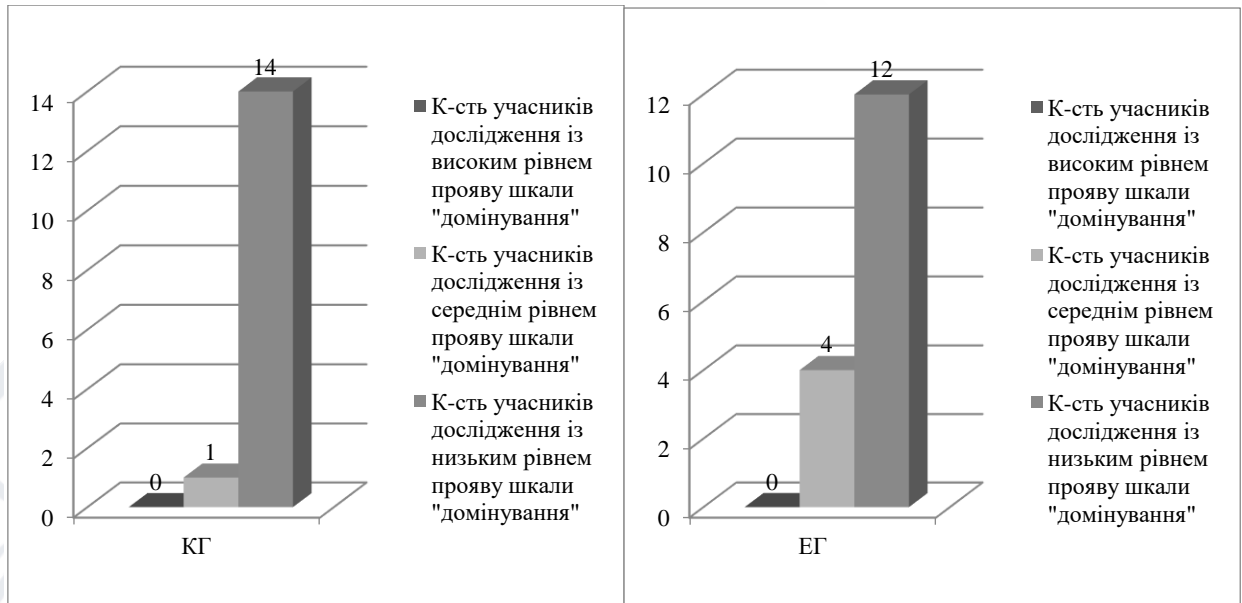 14
12
10
8
6
4
2
0
0
1
14
КГ
К-сть учасників
дослідження із
високим рівнем
прояву шкали
"домінування"
К-сть учасників
дослідження із
середнім рівнем
прояву шкали
"домінування"
К-сть учасників
дослідження із
низьким рівнем
прояву шкали
"домінування"
12
10
8
6
4
2
0
0
4
12
ЕГ
К-сть учасників
дослідження із
високим рівнем
прояву шкали
"домінування"
К-сть учасників
дослідження із
середнім рівнем
прояву шкали
"домінування"
К-сть учасників
дослідження із
низьким рівнем
прояву шкали
"домінування"